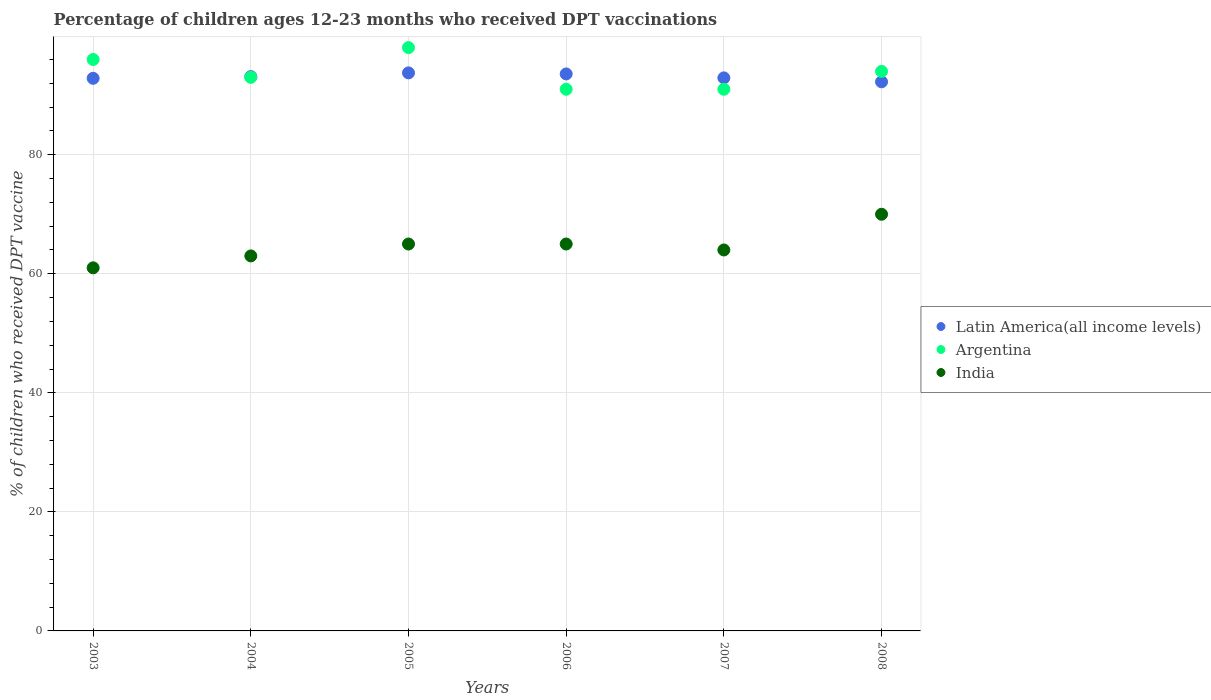 Percentage of children ages 12-23 months who received DPT vaccinations
% of children who received DPT vaccine
80
60
40
20
0
2003
2004
2005
2006
2007
2008
Years
Latin America(all income levels)
Argentina
India